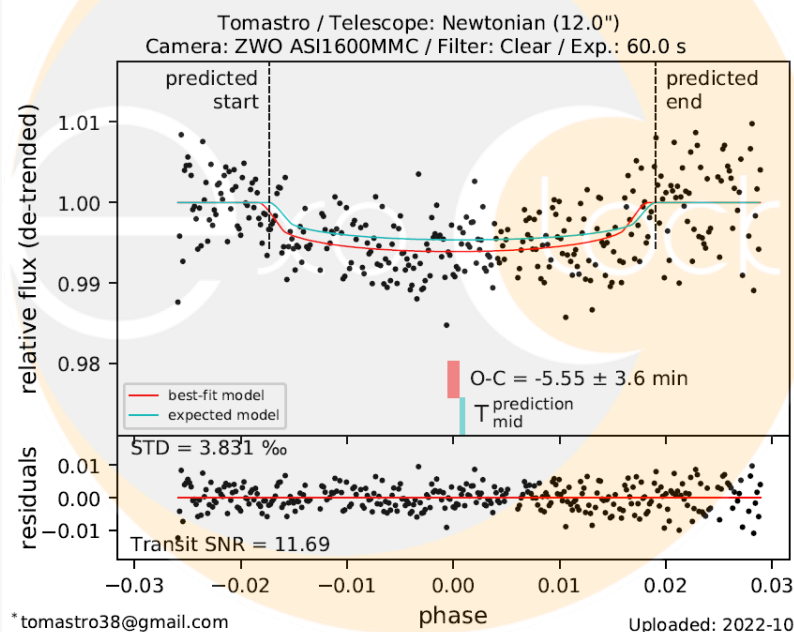 Tomastro / Telescope: Newtonian (12.0")
Camera: ZWO ASI1600MMC / Filter: Clear / Exp.: 60.0 s
predicted
start
predicted
end
relative flux (de-trended)
1.01
1.00
0.99
0.98
best-fit model
expected model
O-C = -5.55 ± 3.6 min
T prediction
mid
residuals
STD = 3.831 ‰
0.01
0.00
−0.01
Transit SNR = 11.69
−0.03 −0.02 −0.01 0.00 0.01 0.02 0.03
phase
*tomastro38@gmail.com
Uploaded: 2022-10